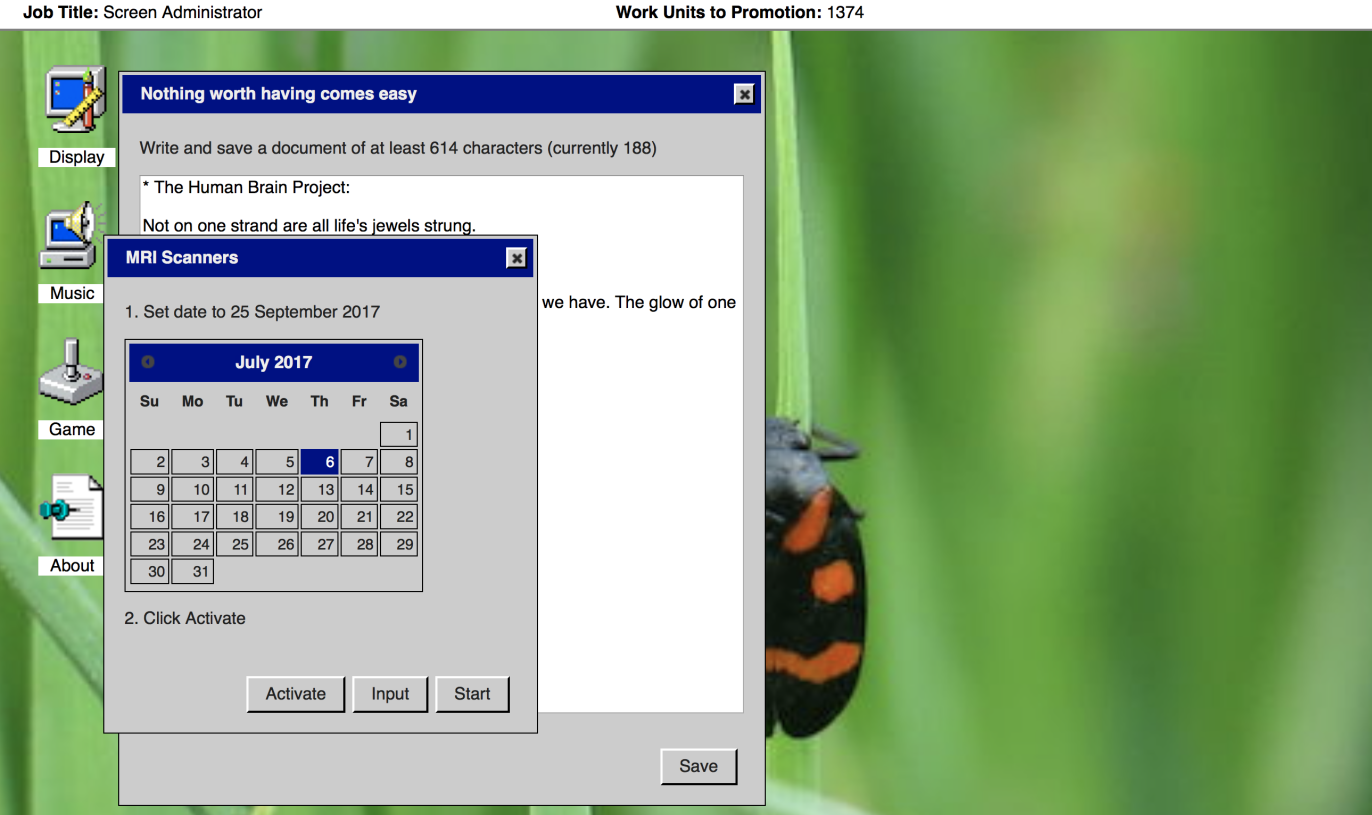 Job Title: Screen Administrator
Work Units to Promotion: 1374
Display
Music
Game
About
Nothing worth having comes easy
Write and save a document of at least 614 characters (currently 188)
* The Human Brain Project:
Not on one strand are all life's jewels strung.
we have. The glow of one
Save
MRI Scanners
1. Set date to 25 September 2017
July 2017
Su Mo Tu We Th Fr Sa
1
2 3 4 5 6 7 8
9 10 11 12 13 14 15
16 17 18 19 20 21 22
23 24 25 26 27 28 29
30 31
2. Click Activate
Activate Input Start